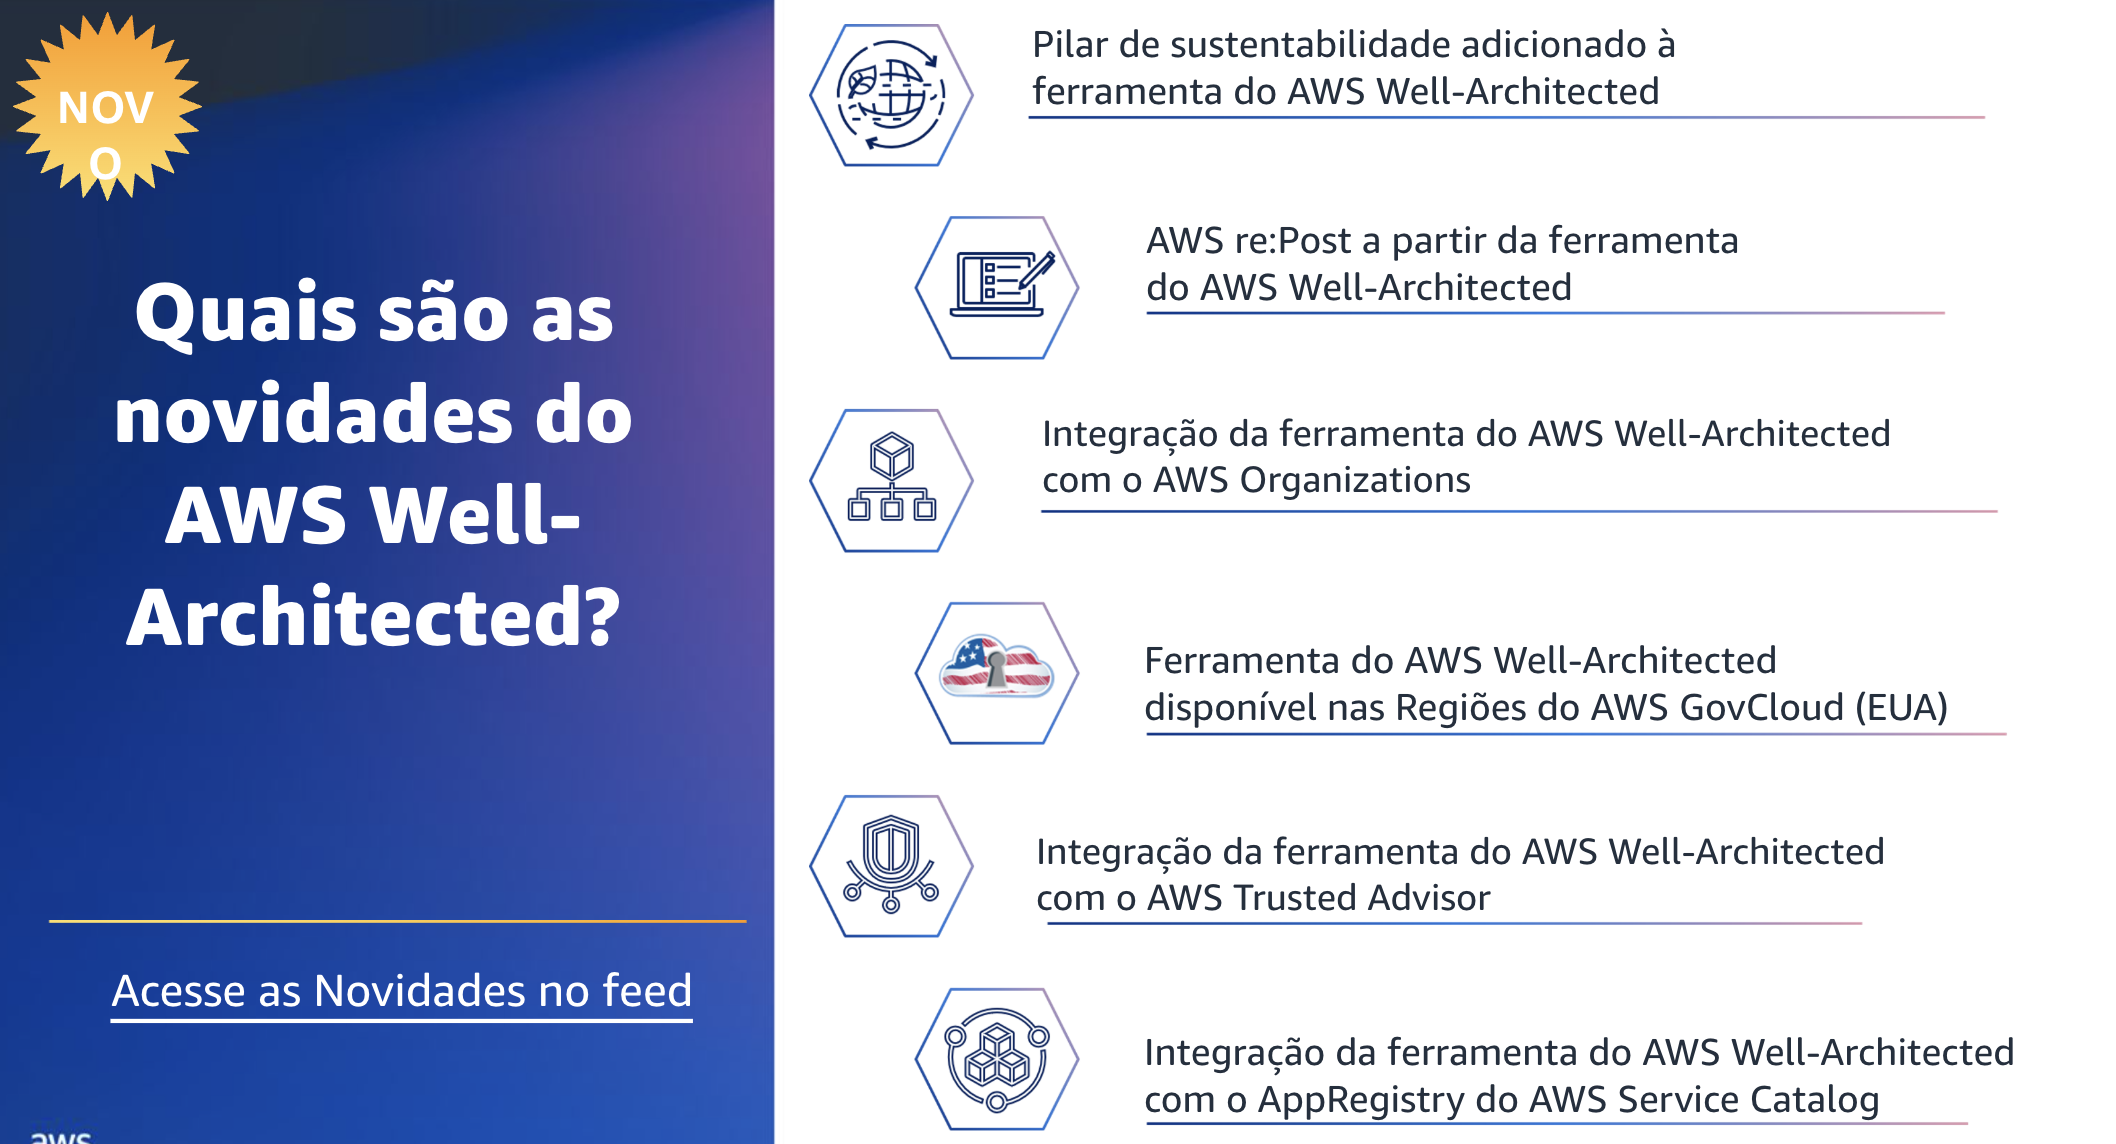 NOV
O
Quais são as
novidades do
AWS Well-
Architected?
Acesse as Novidades no feed
aws
Pilar de sustentabilidade adicionado à
ferramenta do AWS Well-Architected
AWS re:Post a partir da ferramenta
do AWS Well-Architected
Integração da ferramenta do AWS Well-Architected
com o AWS Organizations
Ferramenta do AWS Well-Architected
disponível nas Regiões do AWS GovCloud (EUA)
Integração da ferramenta do AWS Well-Architected
com o AWS Trusted Advisor
Integração da ferramenta do AWS Well-Architected
com o AppRegistry do AWS Service Catalog